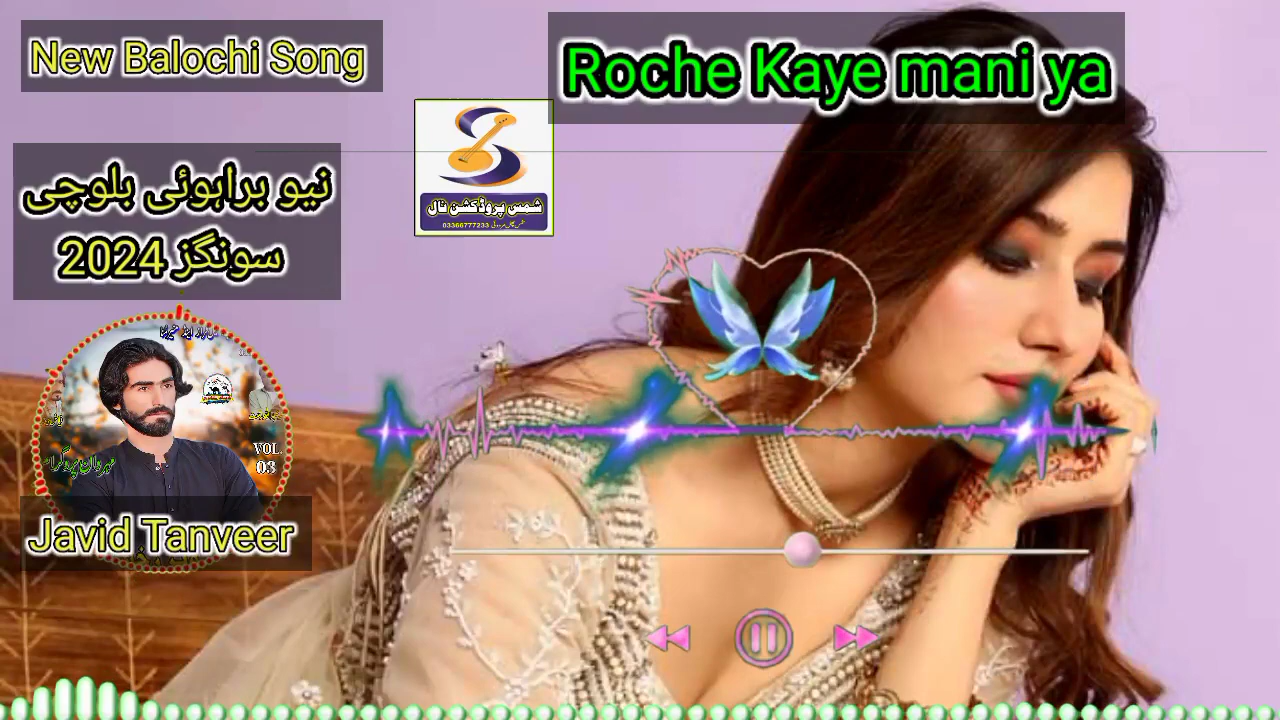 New Balochi Song
Roche Kaye mani ya
نیو براہوئی بلوچی
سونگز 2024
شمس پروڈکشن نال
03366777233
VOL
03
Javid Tanveer